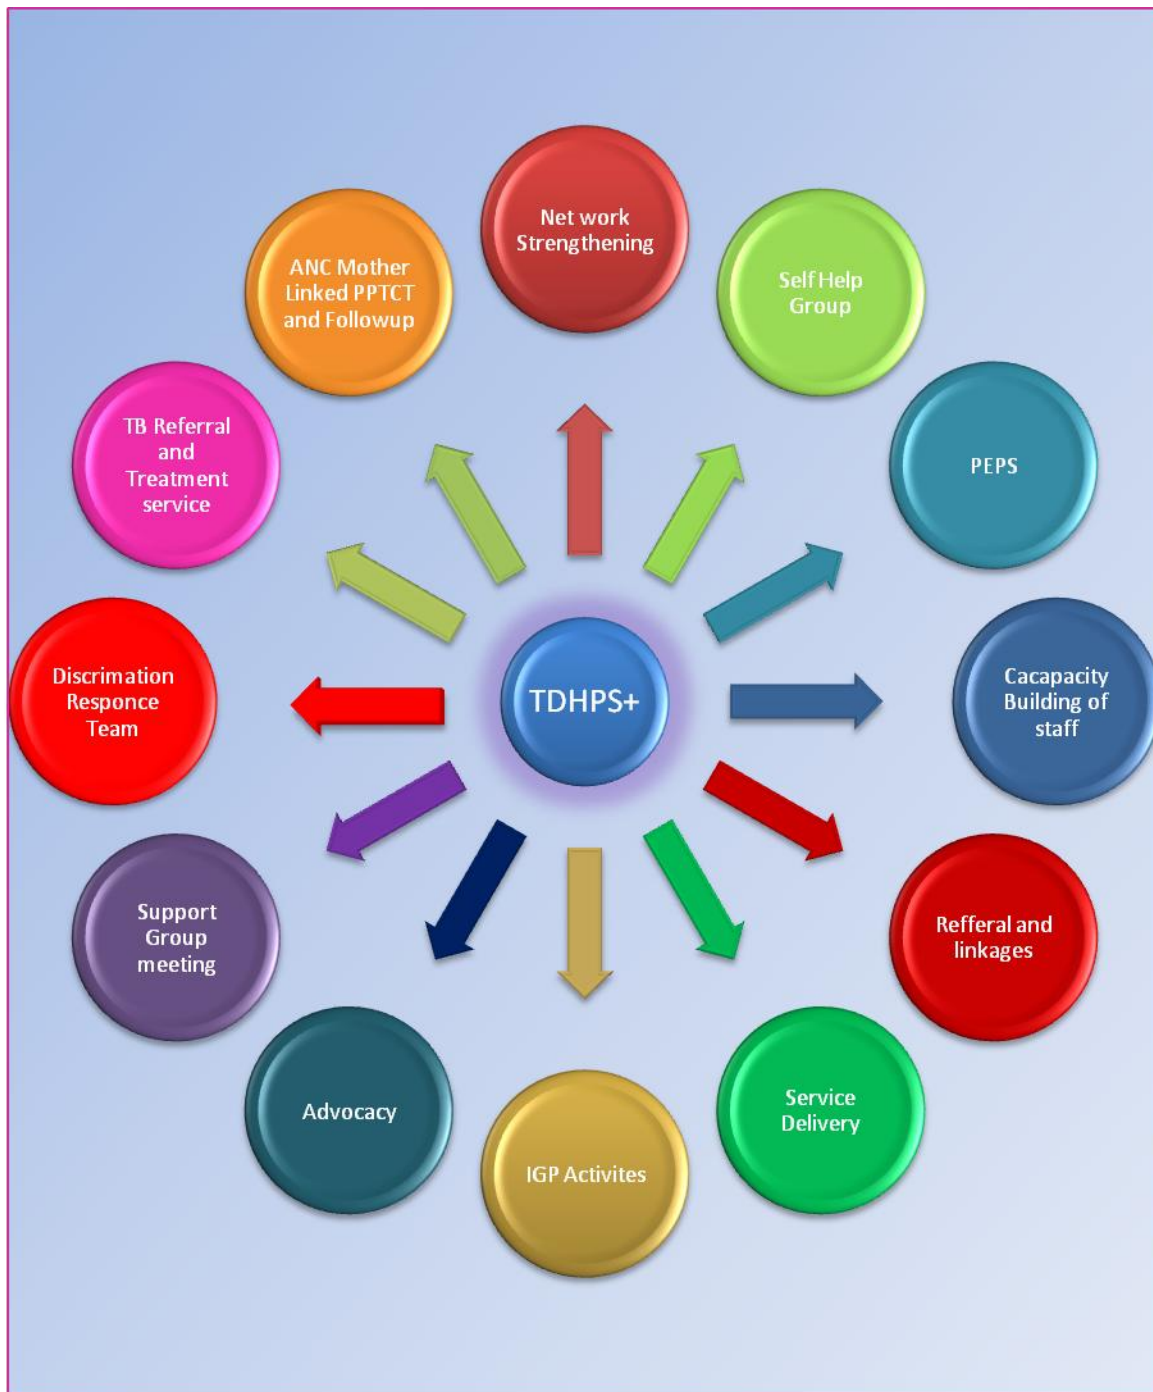 Net work
Strengthening
Self Help
Group
PEPS
Cacapacity
Building of
staff
Refferal and
linkages
Service
Delivery
IGP Activites
Advocacy
Support
Group
meeting
Discrimation
Responce
Team
TB Referral
and
Treatment
service
ANC Mother
Linked PPTCT
and Followup
TDHPS+